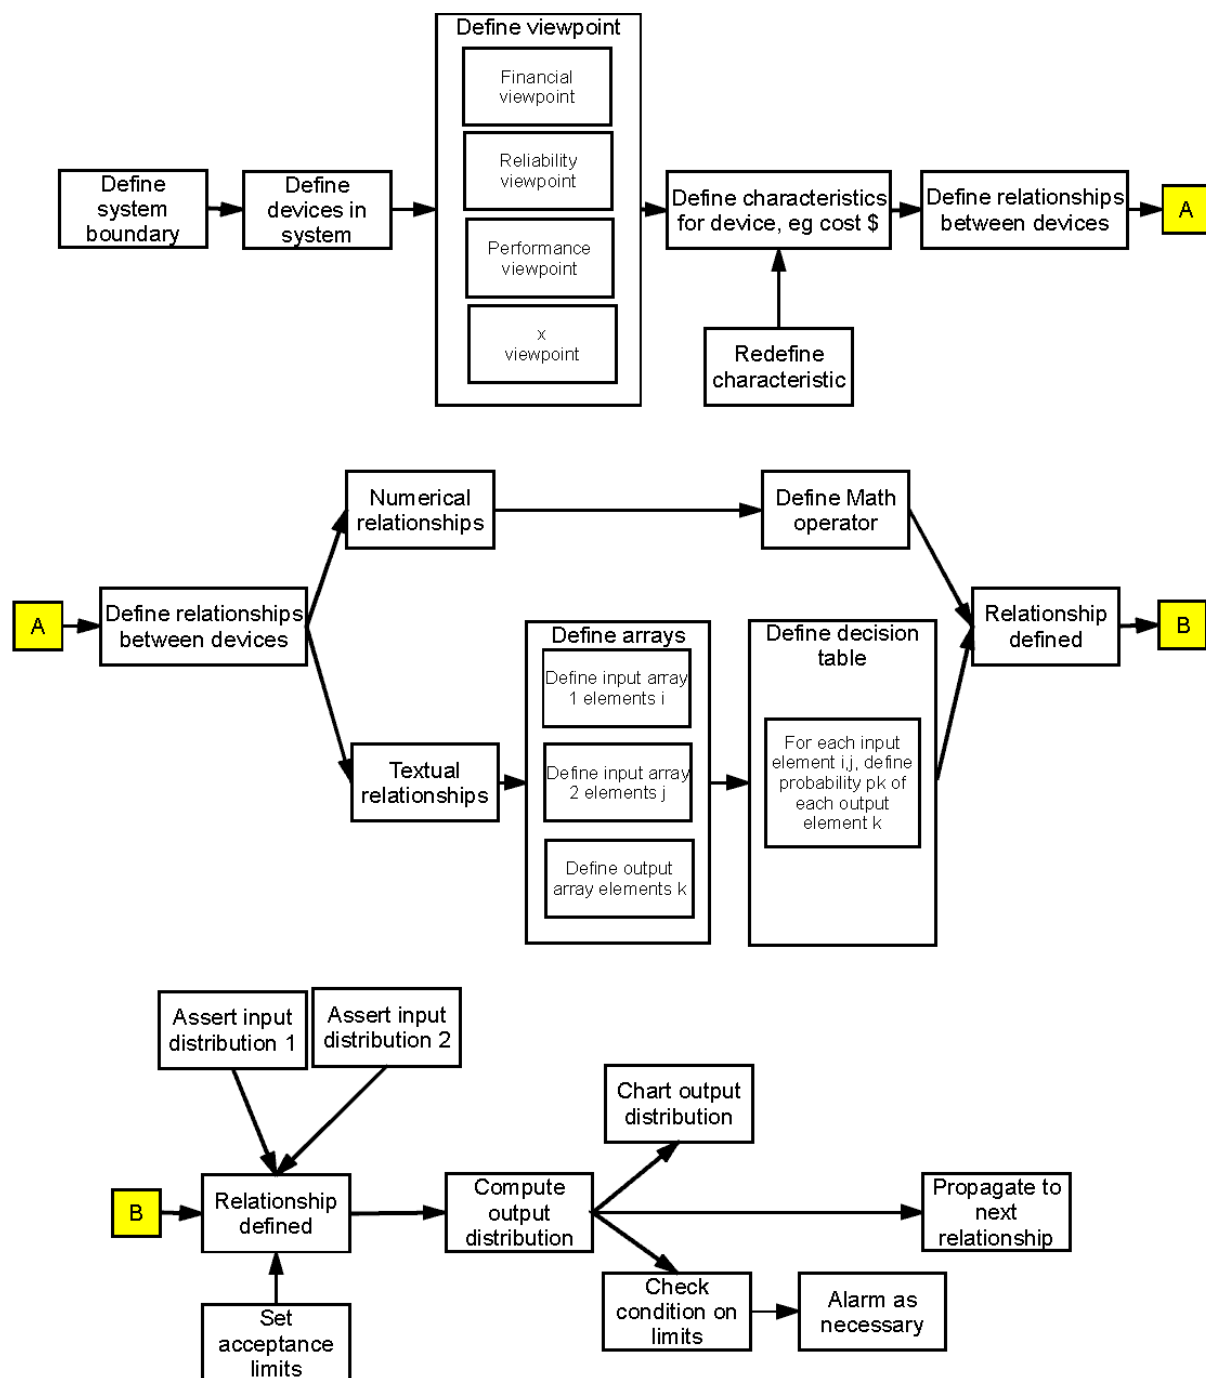 Define viewpoint
Financial
viewpoint
Reliability
viewpoint
Performance
viewpoint
x
viewpoint
Define
system
boundary
Define
devices in
system
Define characteristics
for device, eg cost $
Define relationships
between devices
A
Redefine
characteristic
Numerical
relationships
Define Math
operator
A
Define relationships
between devices
Relationship
defined
B
Define arrays
Define input array
1 elements i
Define input array
2 elements j
Define output
array elements k
Define decision
table
For each input
element i,j, define
probability pk of
each output
element k
Textual
relationships
Assert input
distribution 1
Assert input
distribution 2
Chart output
distribution
B
Relationship
defined
Compute
output
distribution
Propagate to
next
relationship
Set
acceptance
limits
Check
condition on
limits
Alarm as
necessary